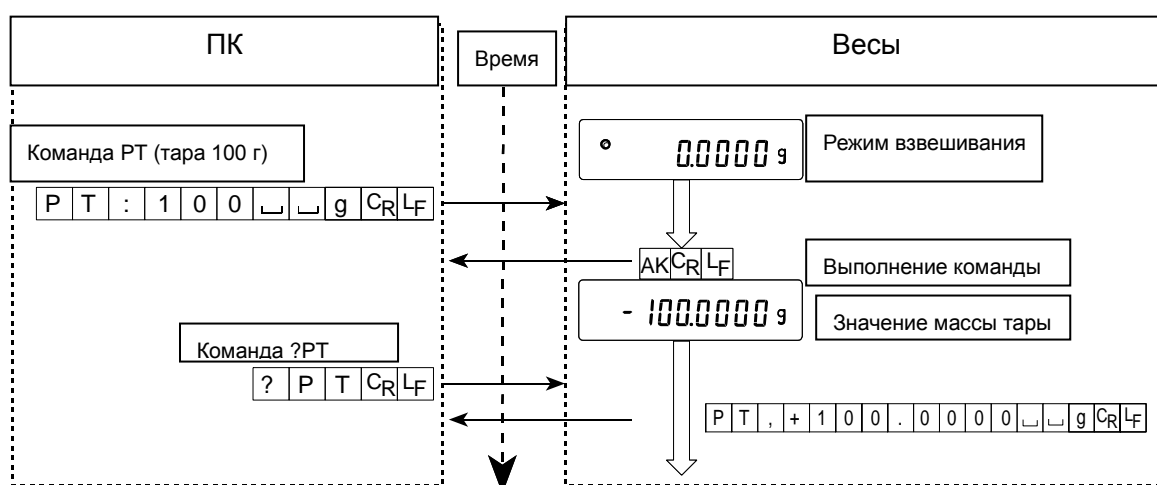 ПК
Время
Весы
Команда PT (тара 100 г)
0.0000 g
Режим взвешивания
P T : 1 0 0 ⎵ ⎵ g CR LF
AK CR LF
Выполнение команды
- 100.0000 g
Значение массы тары
Команда ?PT
? P T CR LF
P T , + 1 0 0 . 0 0 0 0 ⎵ ⎵ g CR LF